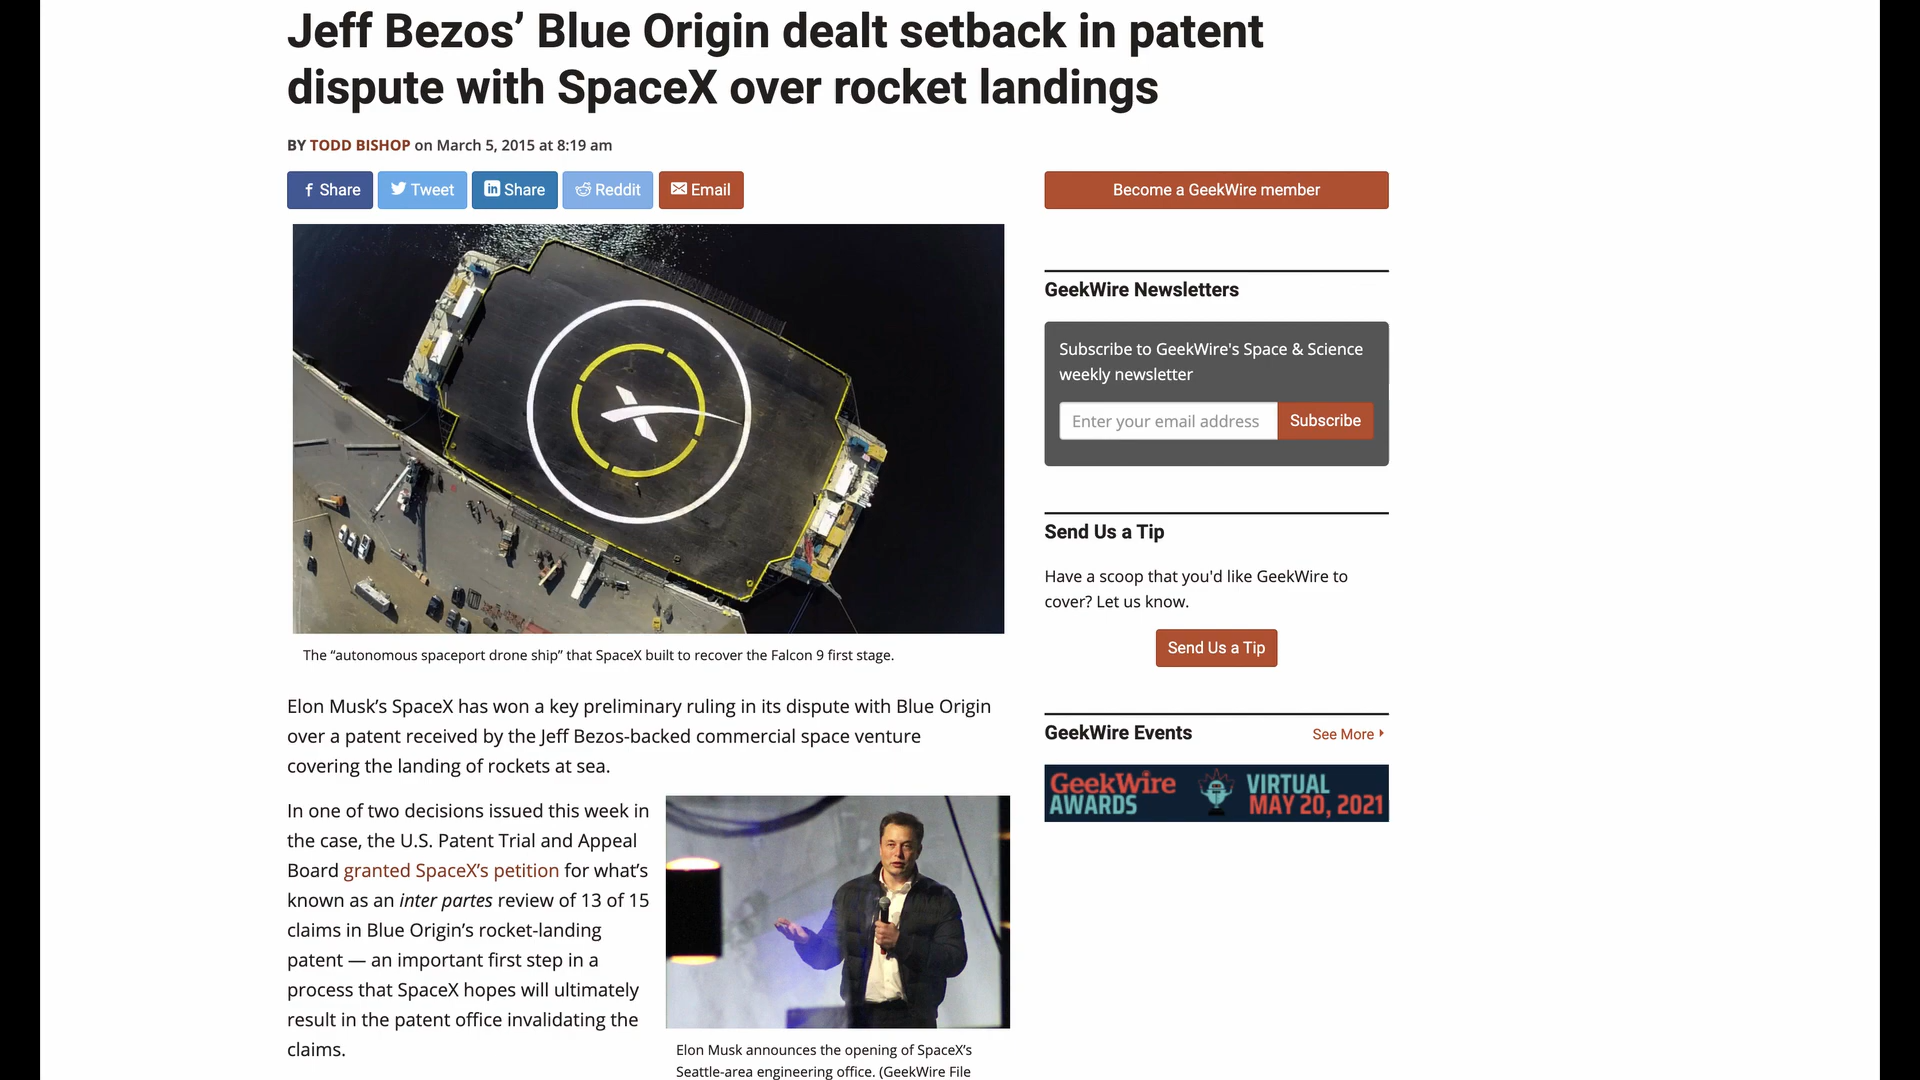 Jeff Bezos’ Blue Origin dealt setback in patent
dispute with SpaceX over rocket landings
BY TODD BISHOP on March 5, 2015 at 8:19 am
Share
Tweet
Share
Reddit
Email
The “autonomous spaceport drone ship” that SpaceX built to recover the Falcon 9 first stage.
Elon Musk’s SpaceX has won a key preliminary ruling in its dispute with Blue Origin
over a patent received by the Jeff Bezos-backed commercial space venture
covering the landing of rockets at sea.
In one of two decisions issued this week in
the case, the U.S. Patent Trial and Appeal
Board granted SpaceX’s petition for what’s
known as an inter partes review of 13 of 15
claims in Blue Origin’s rocket-landing
patent — an important first step in a
process that SpaceX hopes will ultimately
result in the patent office invalidating the
claims.
Elon Musk announces the opening of SpaceX’s
Seattle-area engineering office. (GeekWire File
Become a GeekWire member
GeekWire Newsletters
Subscribe to GeekWire's Space & Science
weekly newsletter
Enter your email address
Subscribe
Send Us a Tip
Have a scoop that you'd like GeekWire to
cover? Let us know.
Send Us a Tip
GeekWire Events
See More
GeekWire
AWARDS
VIRTUAL
MAY 20, 2021